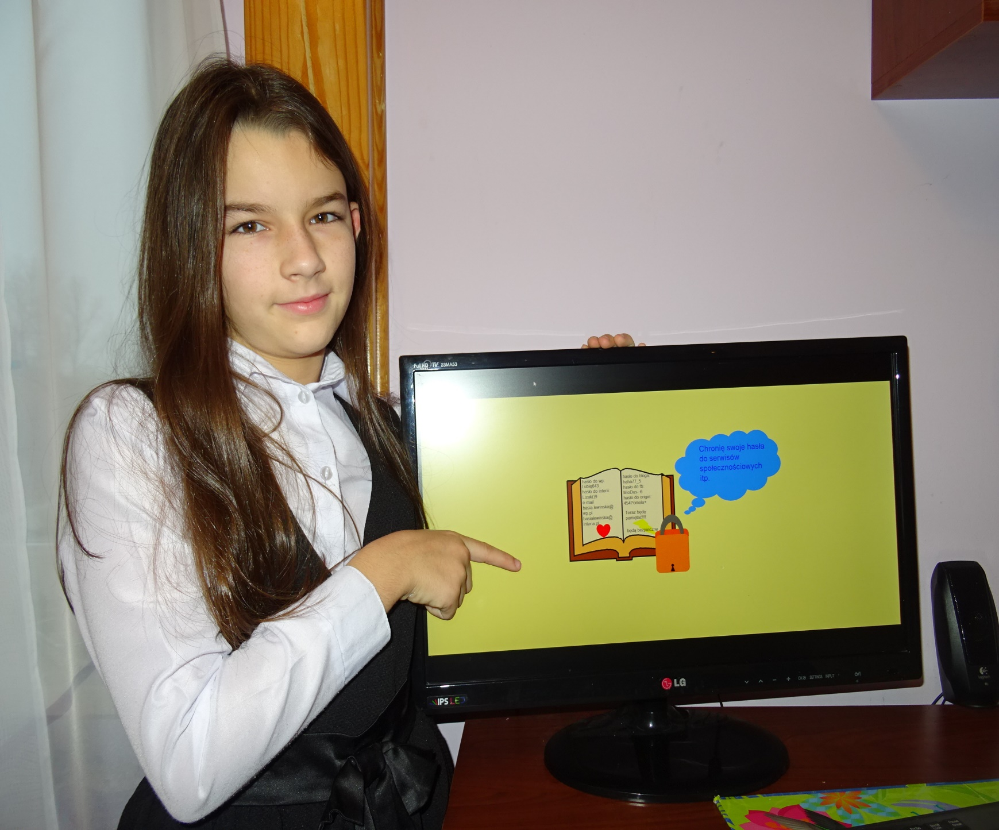 FullHD TV 23MA53
Chronię swoje hasła
do serwisów
społecznościowych
itp.
hasło do wp:
Lubię643_
hasło do interii:
Lizak()9
e-mail
basia.lewinska@
wp.pl
basialewinska@
interia.pl
hasło do bloga:
haha77_5
hasło do fb:
MioDus--6
hasło do origin:
454Pomela+
Teraz będę
pamiętać!!!!
będą bezpieczne
LG
OK
SETTINGS
INPUT
IPS LED